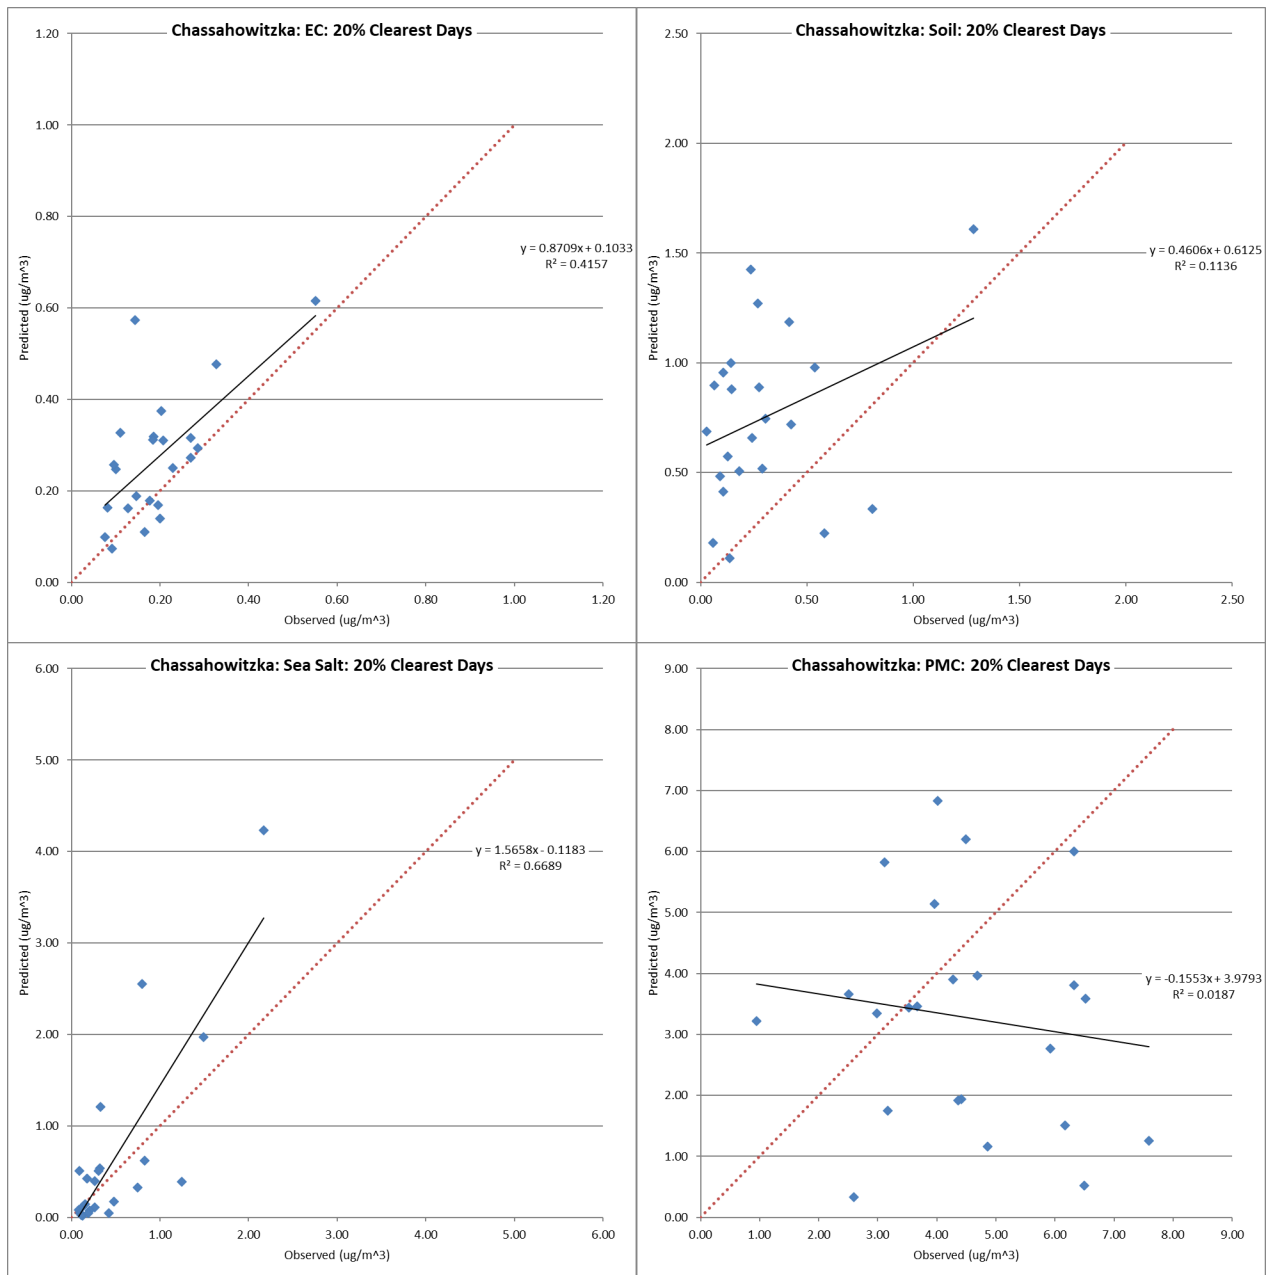 Chassahowitzka: EC: 20% Clearest Days
1.20
1.00
0.80
0.60
0.40
0.20
0.00
Predicted (ug/m^3)
y = 0.8709x + 0.1033
R² = 0.4157
0.00 0.20 0.40 0.60 0.80 1.00 1.20
Observed (ug/m^3)
Chassahowitzka: Soil: 20% Clearest Days
2.50
2.00
1.50
1.00
0.50
0.00
Predicted (ug/m^3)
y = 0.4606x + 0.6125
R² = 0.1136
0.00 0.50 1.00 1.50 2.00 2.50
Observed (ug/m^3)
Chassahowitzka: Sea Salt: 20% Clearest Days
6.00
5.00
4.00
3.00
2.00
1.00
0.00
Predicted (ug/m^3)
y = 1.5658x - 0.1183
R² = 0.6689
0.00 1.00 2.00 3.00 4.00 5.00 6.00
Observed (ug/m^3)
Chassahowitzka: PMC: 20% Clearest Days
9.00
8.00
7.00
6.00
5.00
4.00
3.00
2.00
1.00
0.00
Predicted (ug/m^3)
y = -0.1553x + 3.9793
R² = 0.0187
0.00 1.00 2.00 3.00 4.00 5.00 6.00 7.00 8.00 9.00
Observed (ug/m^3)